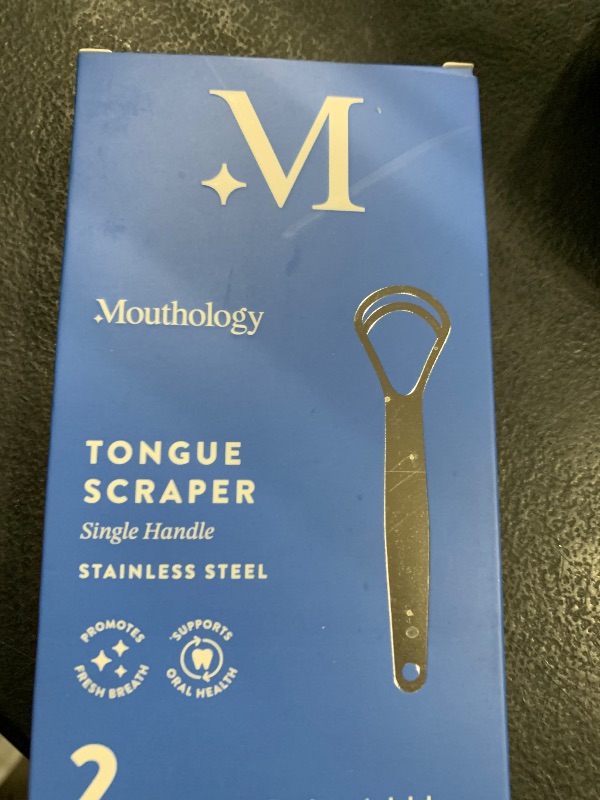 M
Mouthology
TONGUE
SCRAPER
Single Handle
STAINLESS STEEL
PROMOTES
FRESH BREATH
SUPPORTS
ORAL HEALTH
2